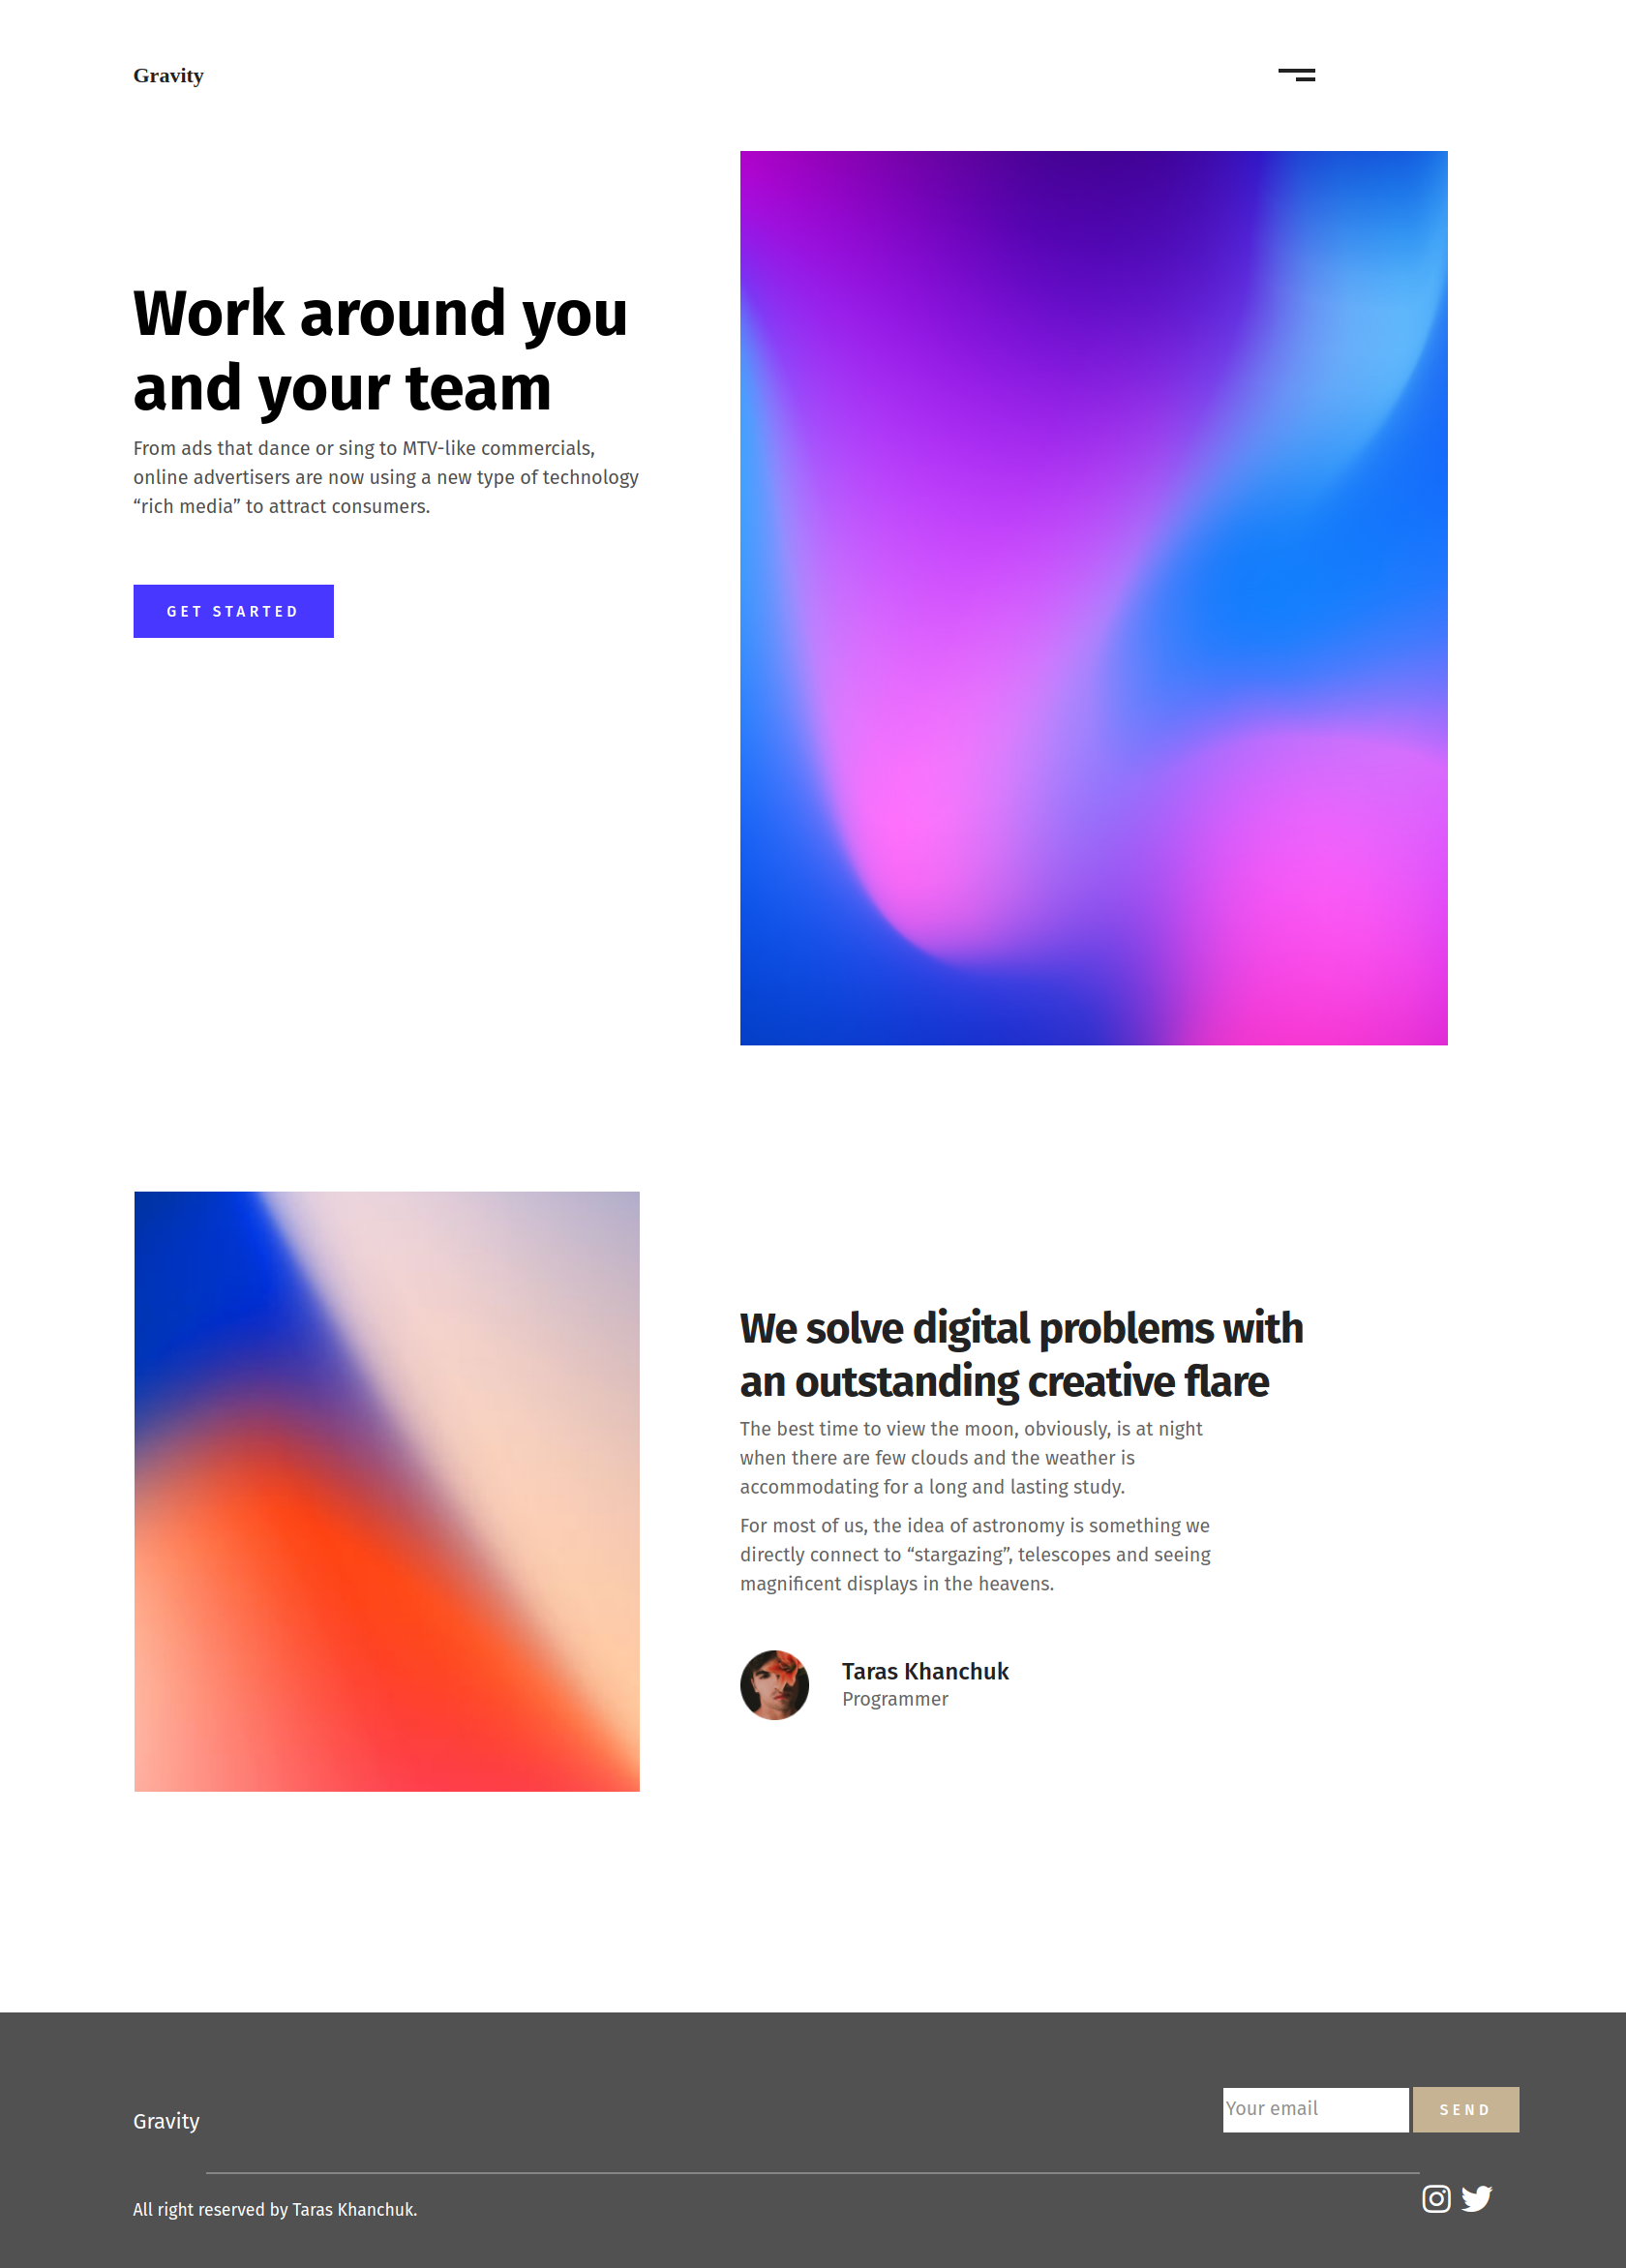 Gravity
Work around you
and your team
From ads that dance or sing to MTV-like commercials,
online advertisers are now using a new type of technology
“rich media” to attract consumers.
GET STARTED
We solve digital problems with
an outstanding creative flare
The best time to view the moon, obviously, is at night
when there are few clouds and the weather is
accommodating for a long and lasting study.
For most of us, the idea of astronomy is something we
directly connect to “stargazing”, telescopes and seeing
magnificent displays in the heavens.
Taras Khanchuk
Programmer
Gravity
Your email
SEND
All right reserved by Taras Khanchuk.